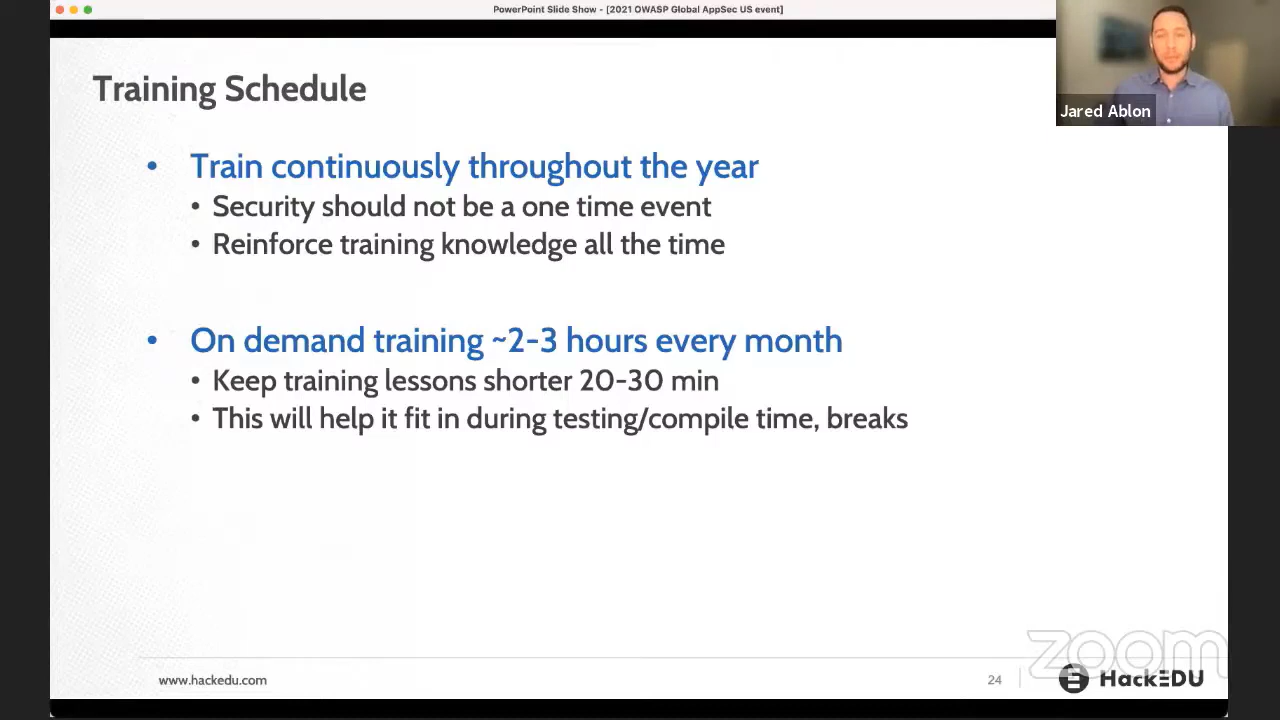 PowerPoint Slide Show - [2021 OWASP Global AppSec US event]
Jared Ablon
Training Schedule
• Train continuously throughout the year
• Security should not be a one time event
• Reinforce training knowledge all the time
• On demand training ~2-3 hours every month
• Keep training lessons shorter 20-30 min
• This will help it fit in during testing/compile time, breaks
zoom
www.hackedu.com
24
HackEDU